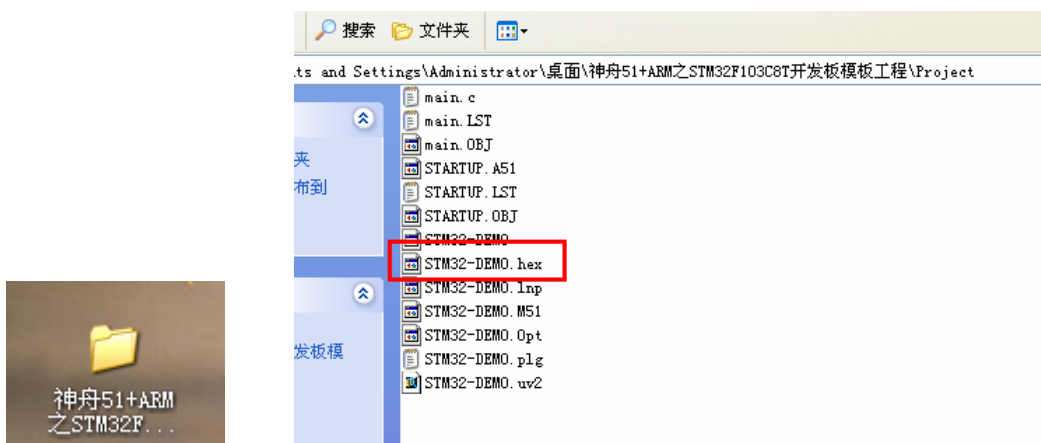 搜索 文件夹
ts and Settings\Administrator\桌面\神舟51+ARM之STM32F103C8T开发板模板工程\Project
main.c
main.LST
main.OBJ
夹
STARTUP.A51
布到
STARTUP.LST
STARTUP.OBJ
STM32-DEMO
STM32-DEMO.hex
STM32-DEMO.lnp
STM32-DEMO.M51
STM32-DEMO.Opt
发板模
STM32-DEMO.plg
STM32-DEMO.uv2
神舟51+ARM
之STM32F...